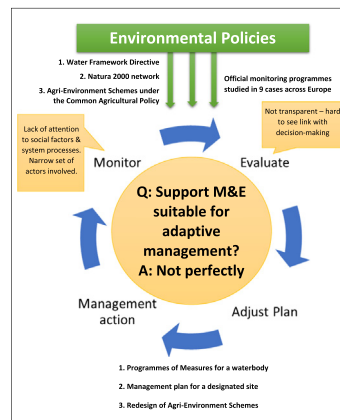 Environmental Policies
1. Water Framework Directive
2. Natura 2000 network
3. Agri-Environment Schemes under
the Common Agricultural Policy
Official monitoring programmes
studied in 9 cases across Europe
Lack of attention
to social factors &
system processes.
Narrow set of
actors involved.
Not transparent – hard
to see link with
decision-making
Monitor
Evaluate
Q: Support M&E
suitable for
adaptive
management?
A: Not perfectly
Management
action
Adjust Plan
1. Programmes of Measures for a waterbody
2. Management plan for a designated site
3. Redesign of Agri-Environment Schemes